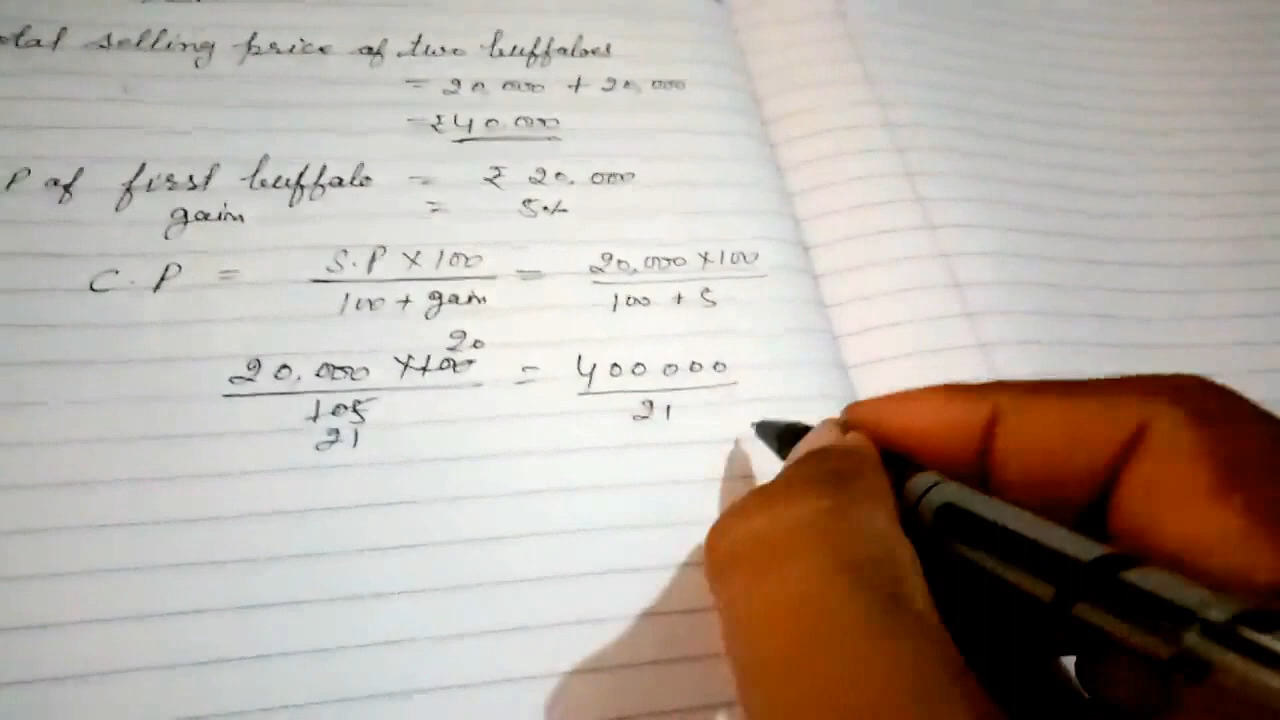 otal selling price of two buffaloes
= 20,000 + 20,000
= ₹40,000
P of first buffalo = ₹ 20,000
gain = 5%
C.P = S.P × 100 / 100 + gain = 20,000 × 100 / 100 + 5
20
20,000 × 100 / 105 = 400000 / 21
21